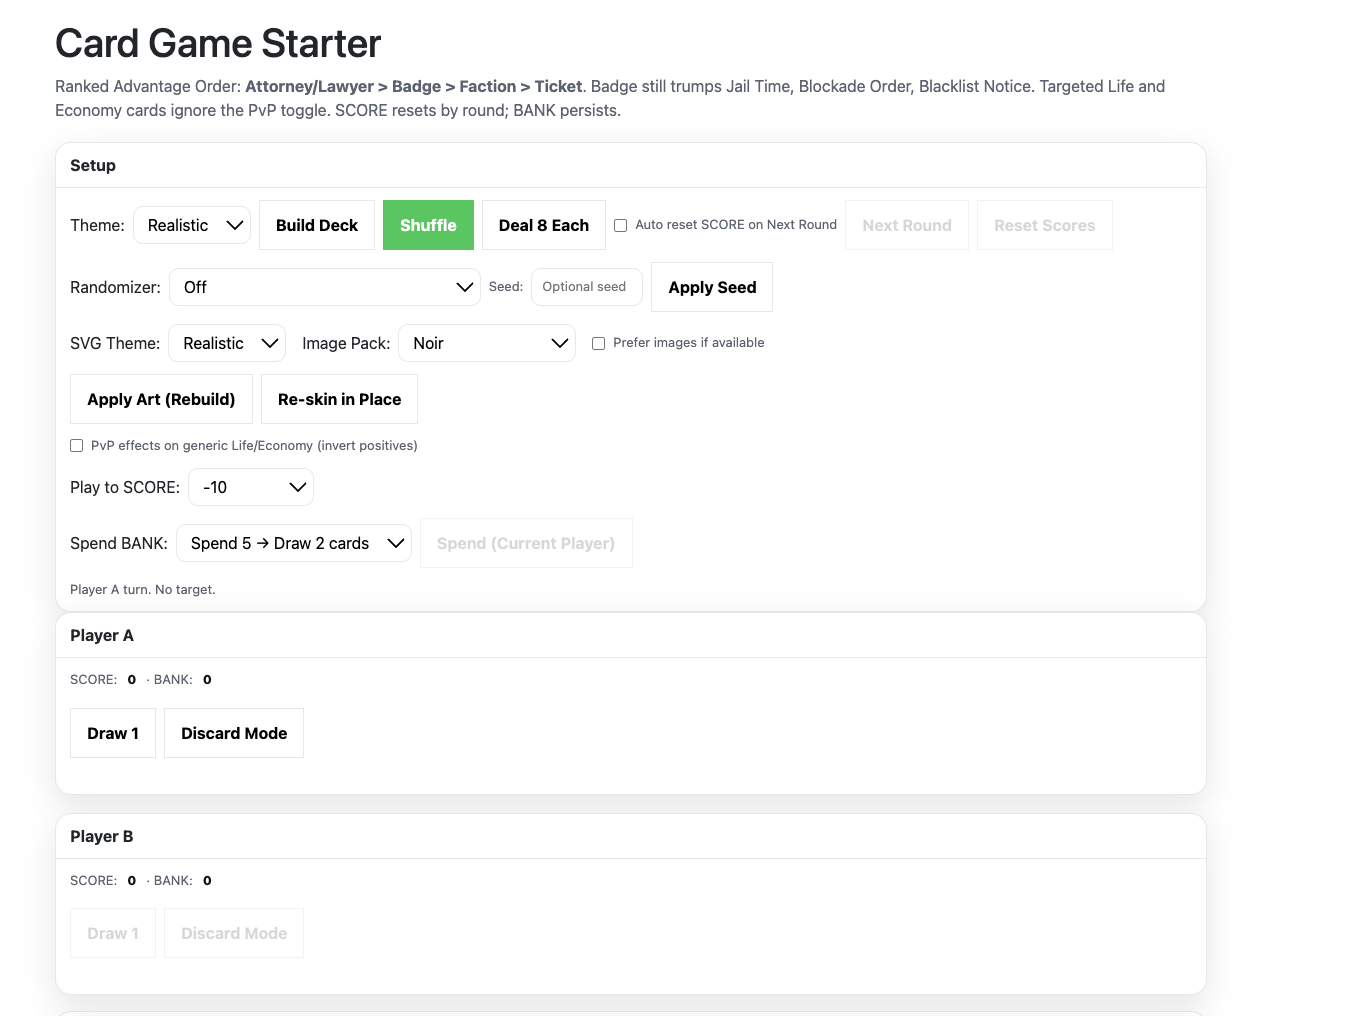 Card Game Starter
Ranked Advantage Order: Attorney/Lawyer > Badge > Faction > Ticket. Badge still trumps Jail Time, Blockade Order, Blacklist Notice. Targeted Life and
Economy cards ignore the PvP toggle. SCORE resets by round; BANK persists.
Setup
Theme: Realistic Build Deck Shuffle Deal 8 Each Auto reset SCORE on Next Round Next Round Reset Scores
Randomizer: Off Seed: Optional seed Apply Seed
SVG Theme: Realistic Image Pack: Noir Prefer images if available
Apply Art (Rebuild) Re-skin in Place
PvP effects on generic Life/Economy (invert positives)
Play to SCORE: -10
Spend BANK: Spend 5 → Draw 2 cards Spend (Current Player)
Player A turn. No target.
Player A
SCORE: 0 · BANK: 0
Draw 1 Discard Mode
Player B
SCORE: 0 · BANK: 0
Draw 1 Discard Mode